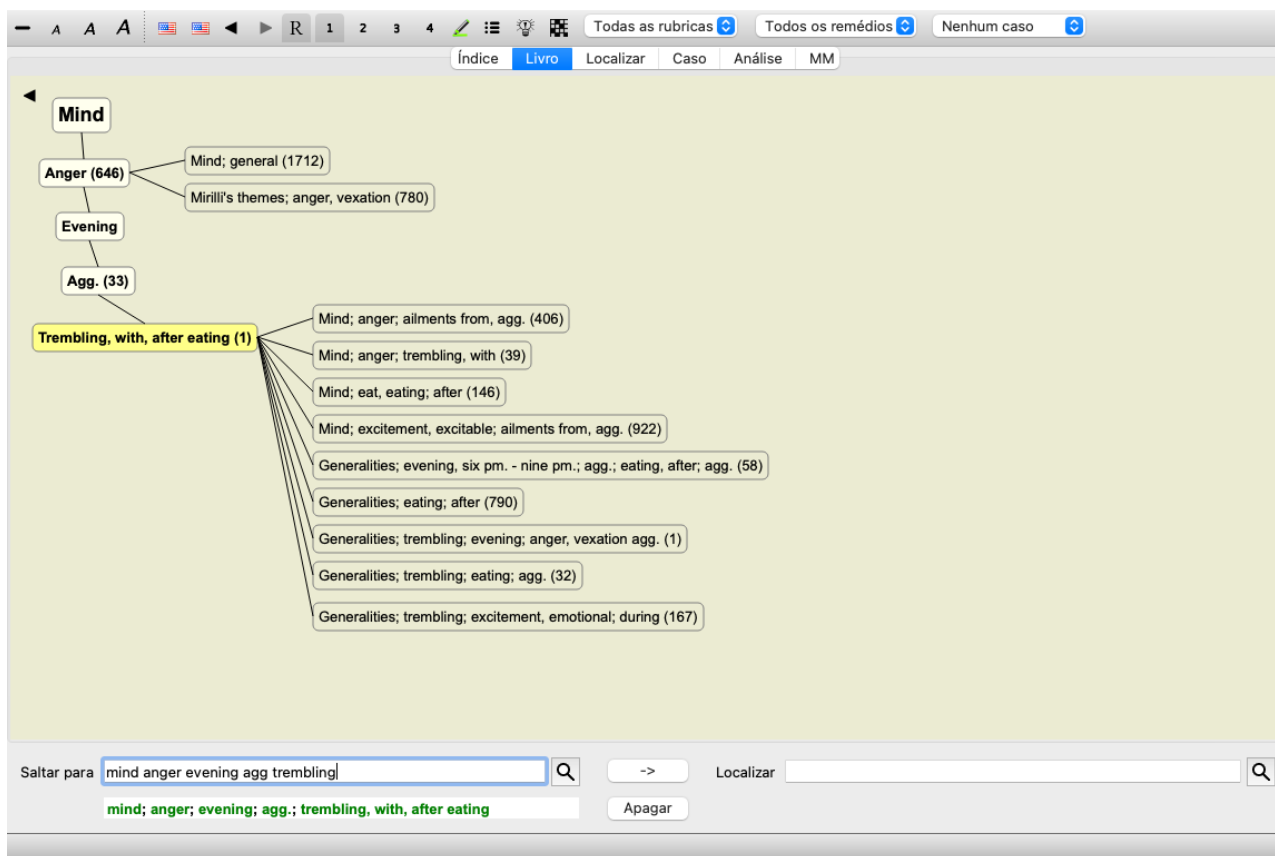 A A A R 1 2 3 4 Todas as rubricas Todos os remédios Nenhum caso
Índice Livro Localizar Caso Análise MM
Mind
Anger (646)
Mind; general (1712)
Mirilli's themes; anger, vexation (780)
Evening
Agg. (33)
Trembling, with, after eating (1)
Mind; anger; ailments from, agg. (406)
Mind; anger; trembling, with (39)
Mind; eat, eating; after (146)
Mind; excitement, excitable; ailments from, agg. (922)
Generalities; evening, six pm. - nine pm.; agg.; eating, after; agg. (58)
Generalities; eating; after (790)
Generalities; trembling; evening; anger, vexation agg. (1)
Generalities; trembling; eating; agg. (32)
Generalities; trembling; excitement, emotional; during (167)
Saltar para mind anger evening agg trembling -> Localizar
mind; anger; evening; agg.; trembling, with, after eating Apagar